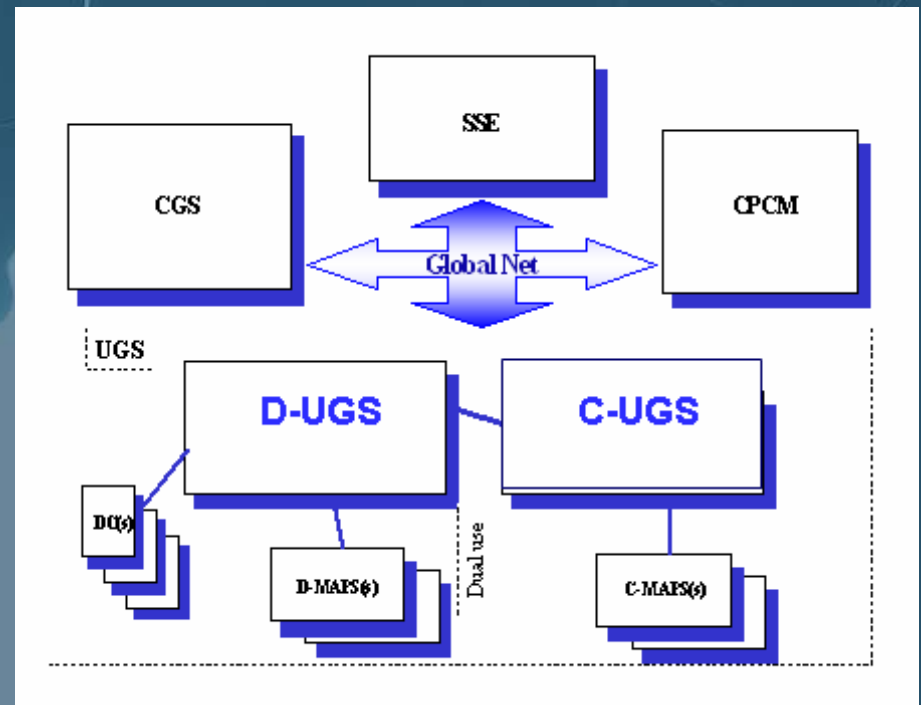 SSE
CGS
CPCM
Global Net
UGS
D-UGS
C-UGS
DC(s)
D-MAPS(s)
Dual use
C-MAPS(s)